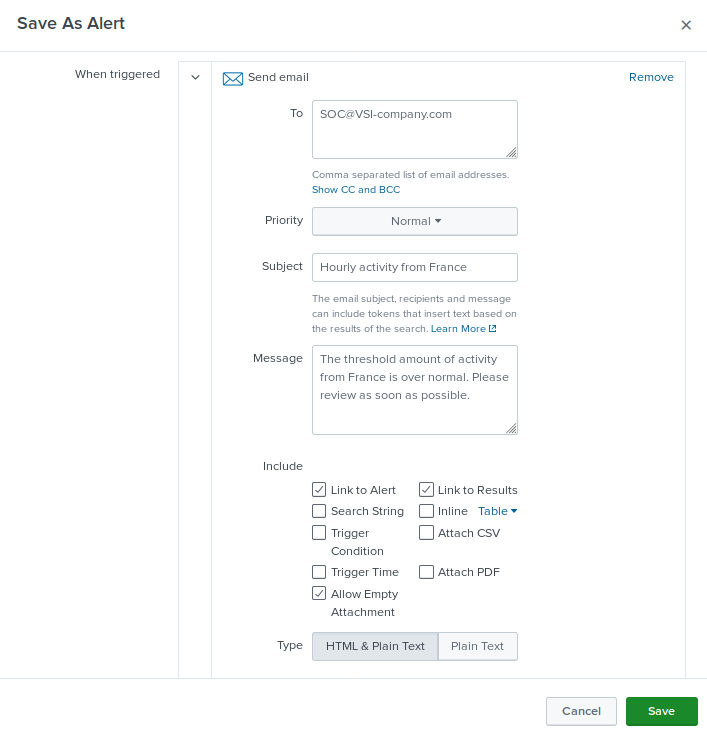 Save As Alert
When triggered
Send email
Remove
To
SOC@VSI-company.com
Comma separated list of email addresses.
Show CC and BCC
Priority
Normal
Subject
Hourly activity from France
The email subject, recipients and message
can include tokens that insert text based on
the results of the search. Learn More
Message
The threshold amount of activity
from France is over normal. Please
review as soon as possible.
Include
Link to Alert
Link to Results
Search String
Inline Table
Trigger
Condition
Attach CSV
Trigger Time
Attach PDF
Allow Empty
Attachment
Type
HTML & Plain Text
Plain Text
Cancel
Save